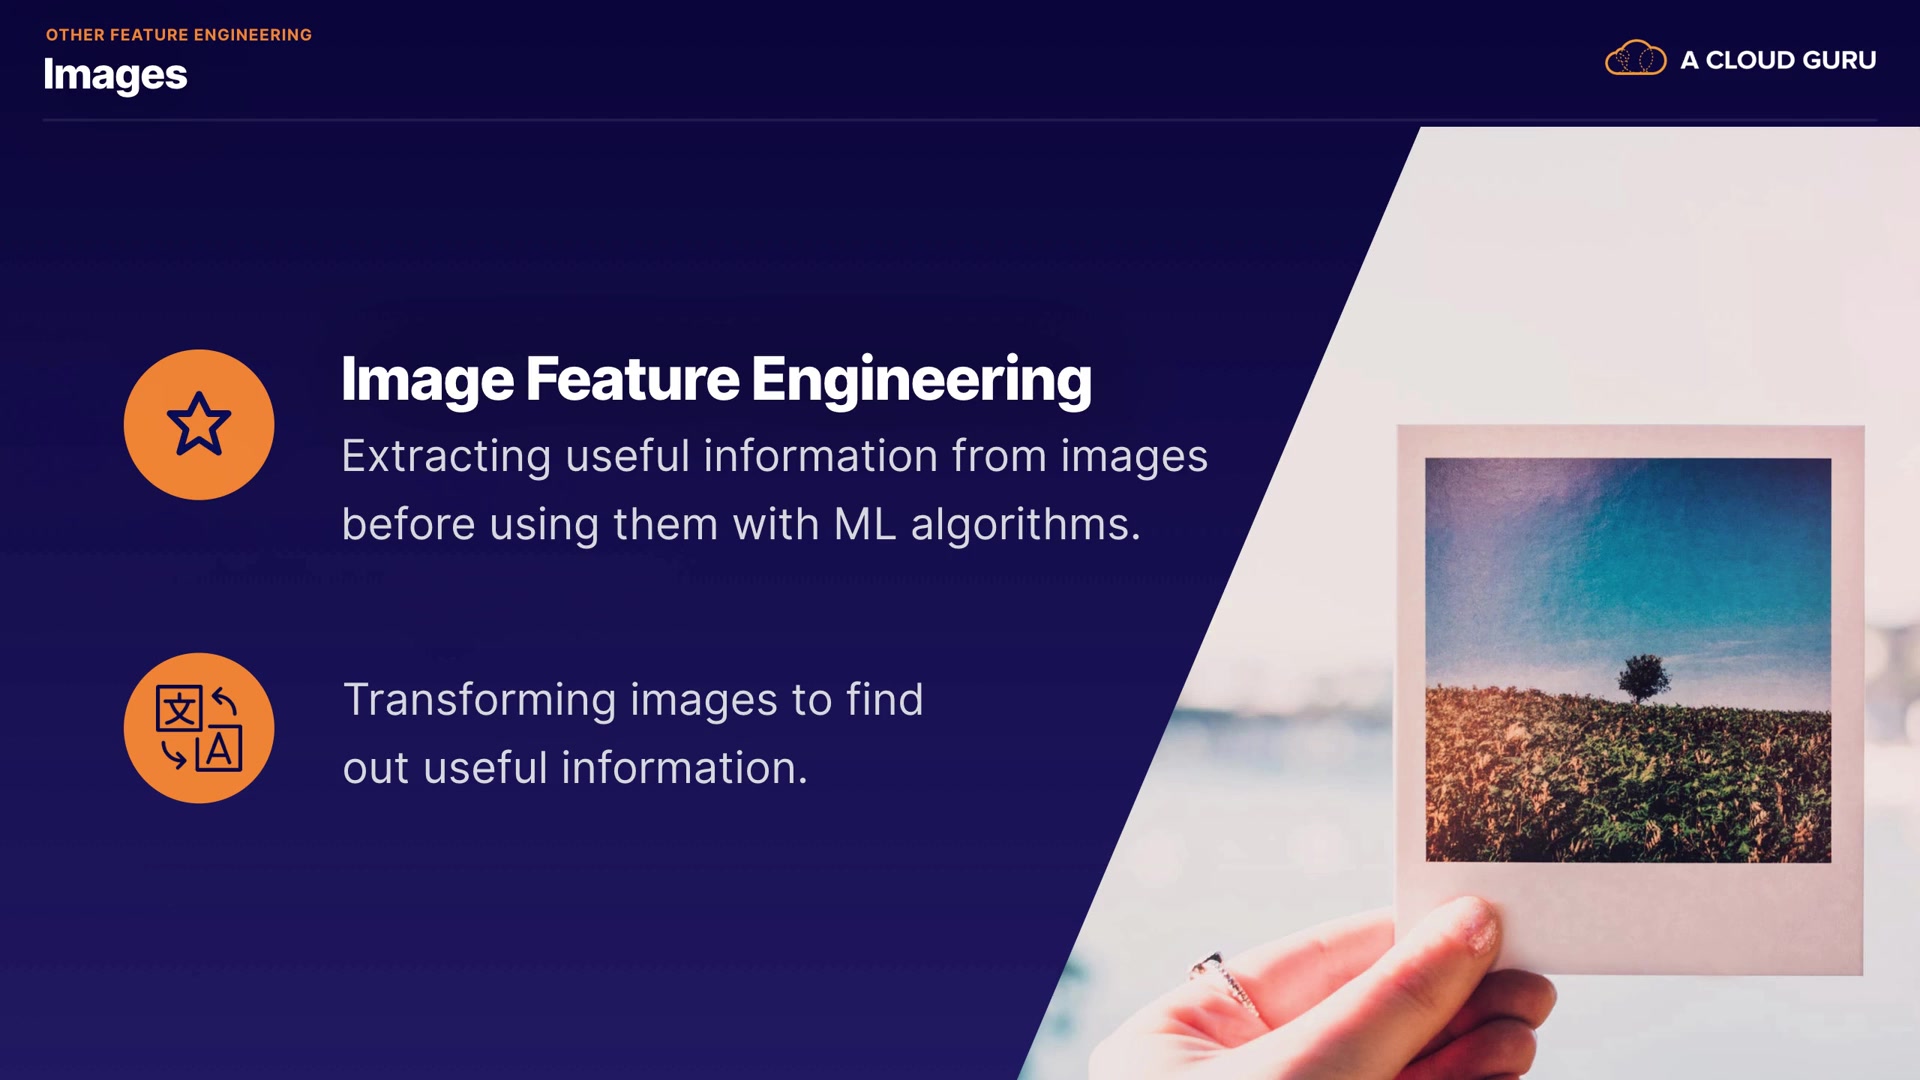 OTHER FEATURE ENGINEERING
Images
A CLOUD GURU
Image Feature Engineering
Extracting useful information from images
before using them with ML algorithms.
文
A
Transforming images to find
out useful information.